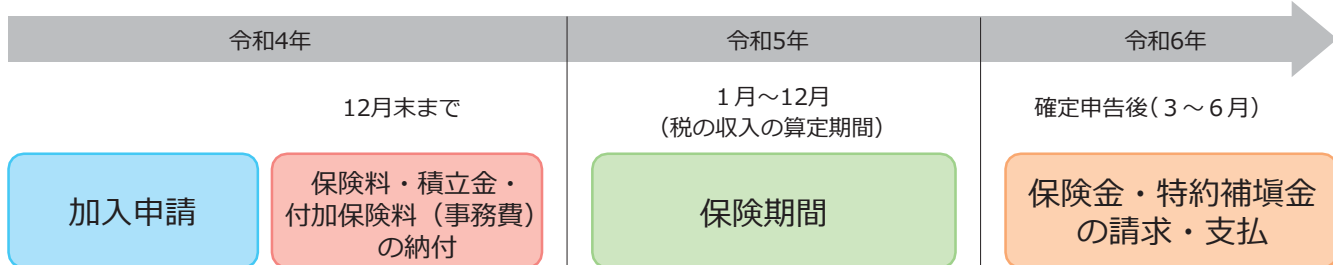 令和4年
令和5年
令和6年
12月末まで
１月～12月
（税の収入の算定期間）
確定申告後（３～６月）
加入申請
保険料・積立金・
付加保険料（事務費）
の納付
保険期間
保険金・特約補塡金
の請求・支払